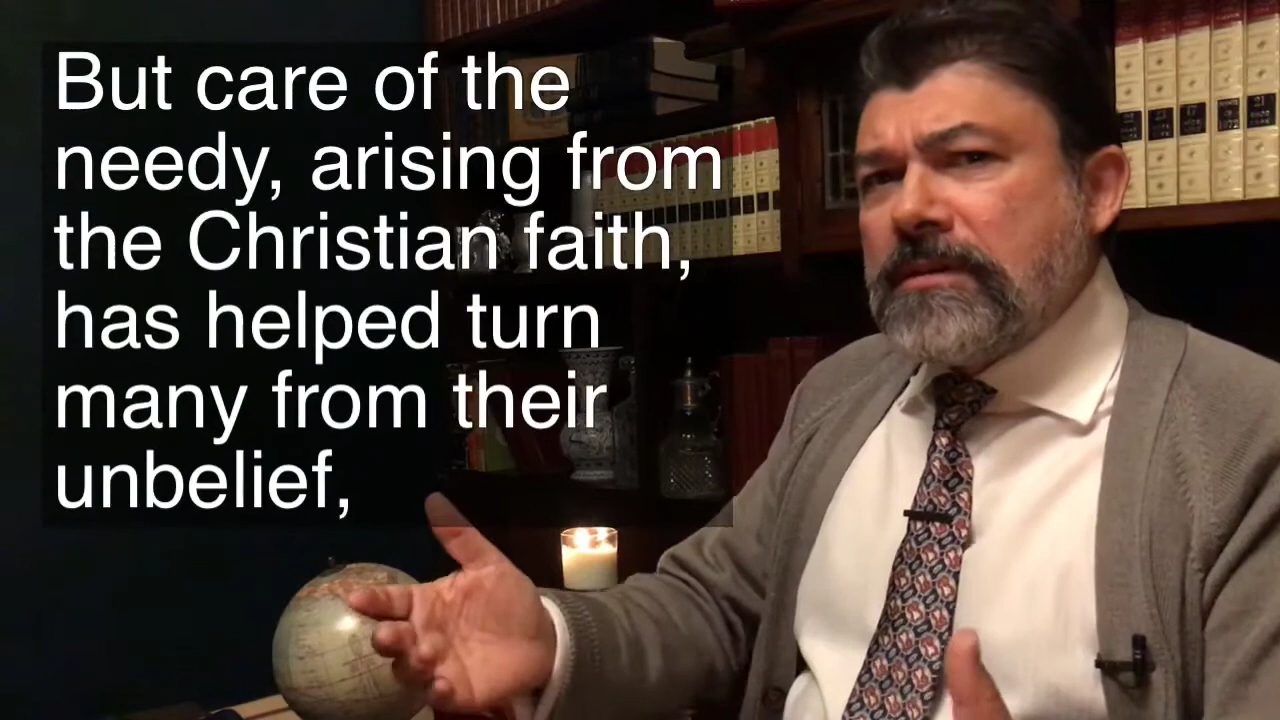 But care of the
needy, arising from
the Christian faith,
has helped turn
many from their
unbelief,